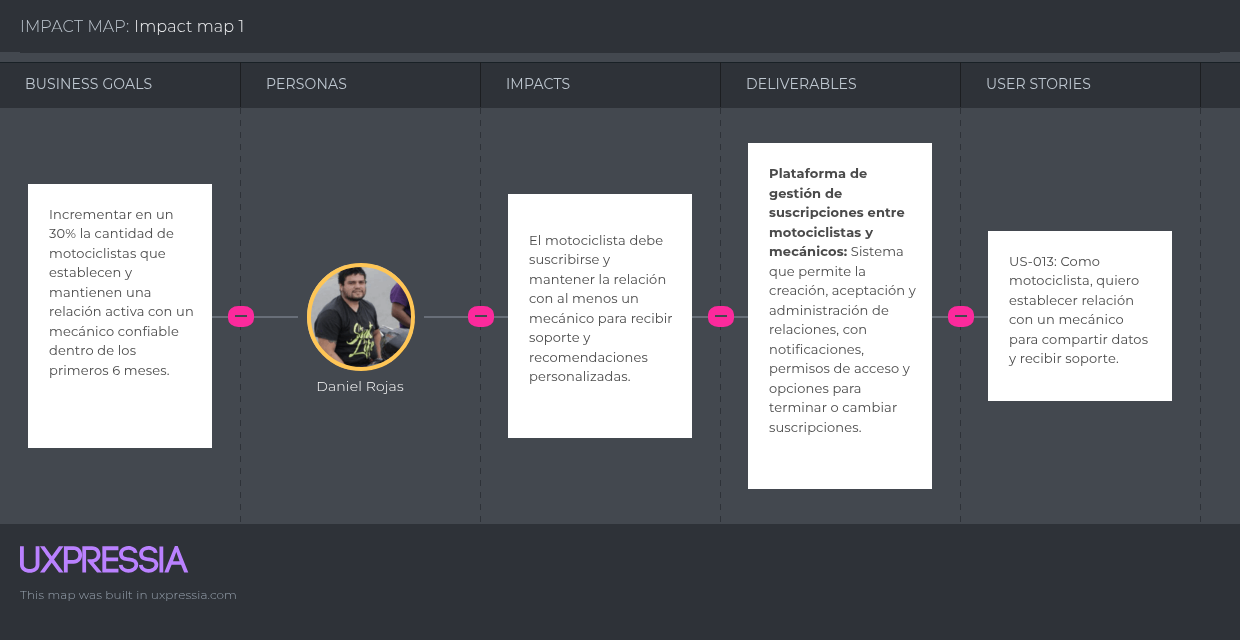 IMPACT MAP: Impact map 1
BUSINESS GOALS
PERSONAS
IMPACTS
DELIVERABLES
USER STORIES
Incrementar en un
30% la cantidad de
motociclistas que
establecen y
mantienen una
relación activa con un
mecánico confiable
dentro de los
primeros 6 meses.
Daniel Rojas
El motociclista debe
suscribirse y
mantener la relación
con al menos un
mecánico para recibir
soporte y
recomendaciones
personalizadas.
Plataforma de
gestión de
suscripciones entre
motociclistas y
mecánicos: Sistema
que permite la
creación, aceptación y
administración de
relaciones, con
notificaciones,
permisos de acceso y
opciones para
terminar o cambiar
suscripciones.
US-013: Como
motociclista, quiero
establecer relación
con un mecánico
para compartir datos
y recibir soporte.
UXPRESSIA
This map was built in uxpressia.com